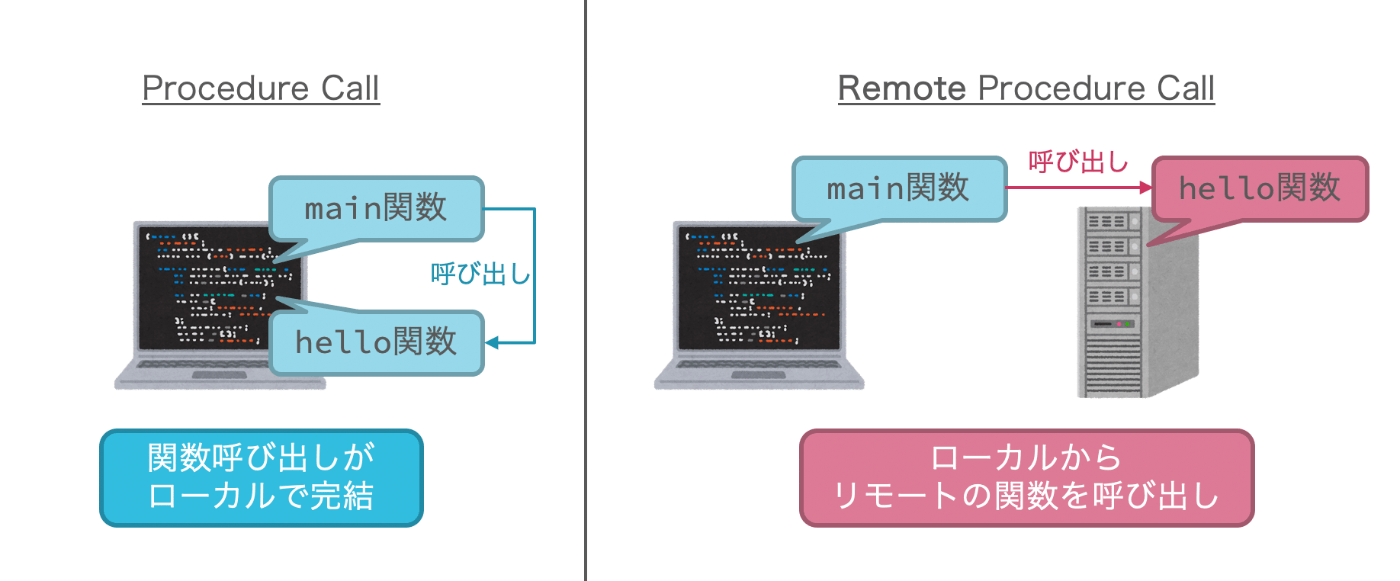 Procedure Call
main関数
呼び出し
hello関数
関数呼び出しが
ローカルで完結
Remote Procedure Call
呼び出し
main関数
hello関数
ローカルから
リモートの関数を呼び出し